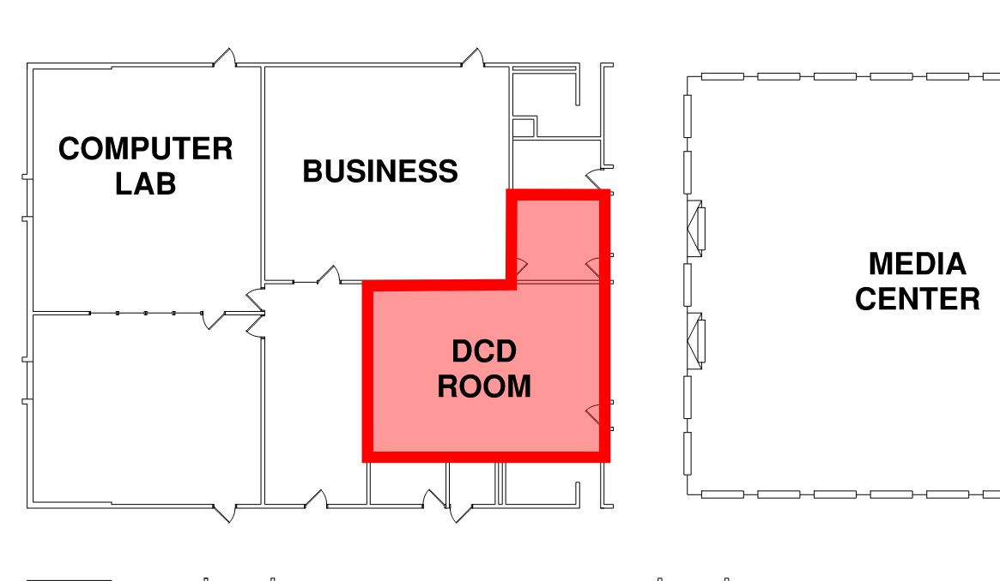 COMPUTER
LAB
BUSINESS
MEDIA
CENTER
DCD
ROOM